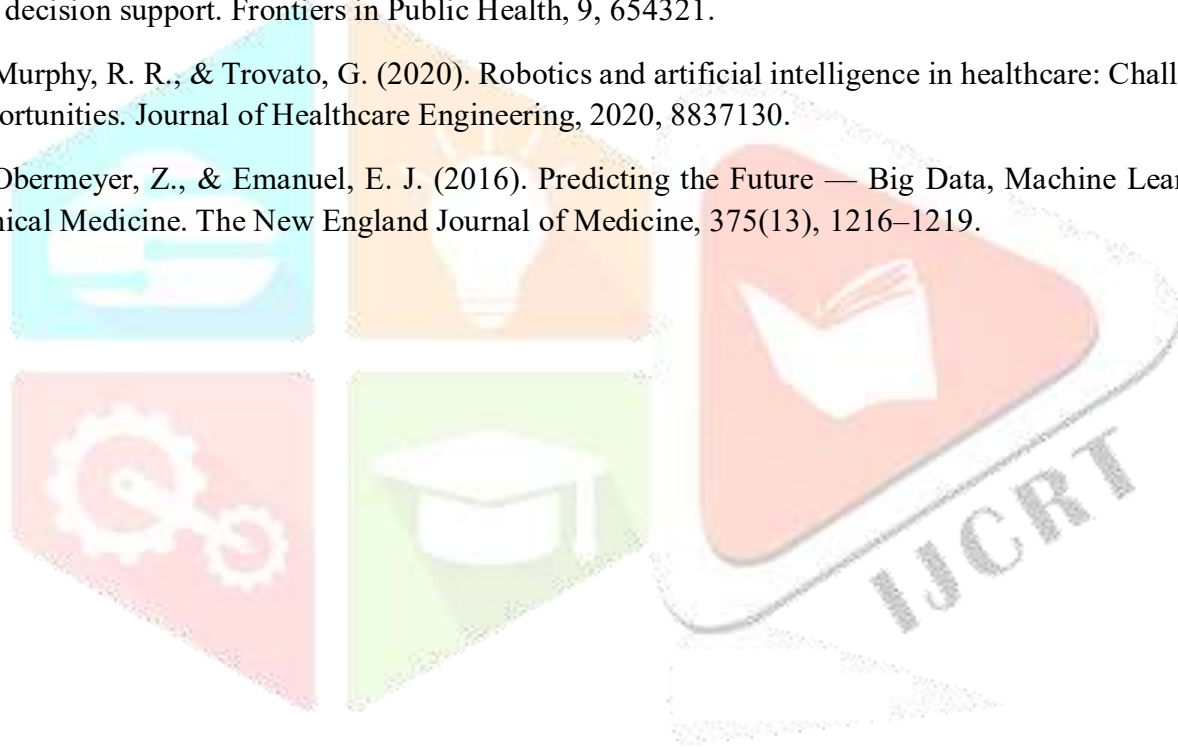 decision support. Frontiers in Public Health, 9, 654321.
Murphy, R. R., & Trovato, G. (2020). Robotics and artificial intelligence in healthcare: Chall
ortunities. Journal of Healthcare Engineering, 2020, 8837130.
Obermeyer, Z., & Emanuel, E. J. (2016). Predicting the Future — Big Data, Machine Lear
nical Medicine. The New England Journal of Medicine, 375(13), 1216–1219.
IJCRT